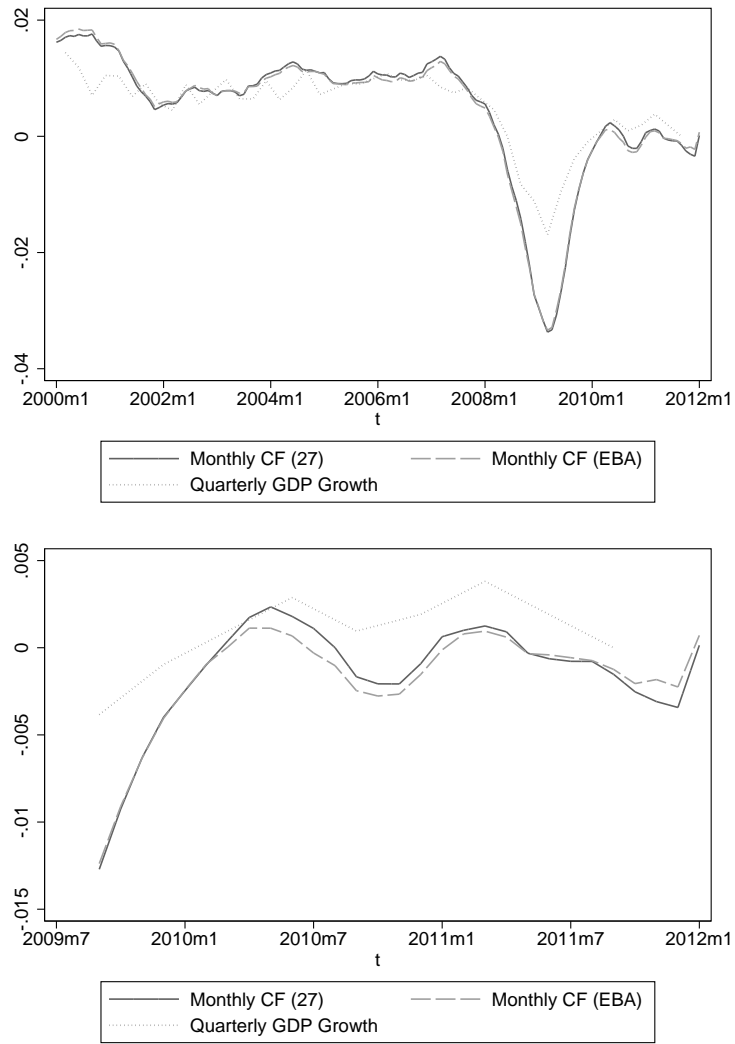 .02
0
-.02
-.04
2000m1 2002m1 2004m1 2006m1 2008m1 2010m1 2012m1
t
Monthly CF (27) Monthly CF (EBA)
Quarterly GDP Growth
.005
0
-.005
-.01
-.015
2009m7 2010m1 2010m7 2011m1 2011m7 2012m1
t
Monthly CF (27) Monthly CF (EBA)
Quarterly GDP Growth